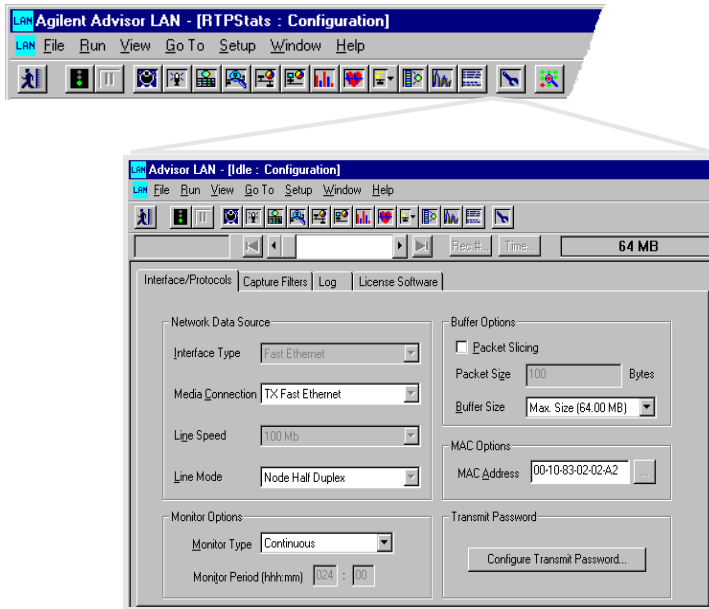 LAN Agilent Advisor LAN - [RTPStats : Configuration]
LAN File Run View Go To Setup Window Help
LAN Advisor LAN - [Idle : Configuration]
LAN File Run View Go To Setup Window Help
Rec #... Time... 64 MB
Interface/Protocols Capture Filters Log License Software
Network Data Source
Interface Type Fast Ethernet
Media Connection TX Fast Ethernet
Line Speed 100 Mb
Line Mode Node Half Duplex
Monitor Options
Monitor Type Continuous
Monitor Period (hhh:mm) 024 : 00
Buffer Options
Packet Slicing
Packet Size 100 Bytes
Buffer Size Max. Size (64.00 MB)
MAC Options
MAC Address 00-10-83-02-02-A2 ...
Transmit Password
Configure Transmit Password...